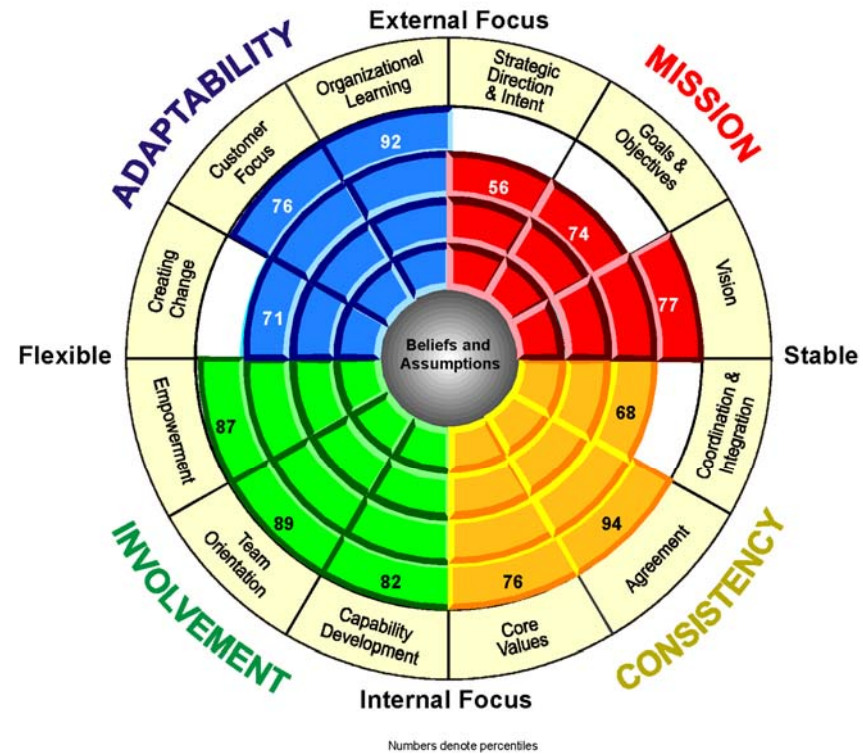 External Focus
ADAPTABILITY
MISSION
Organizational
Learning
Strategic
Direction
& Intent
Customer
Focus
Goals &
Objectives
Creating
Change
Vision
92
56
76
74
71
77
Flexible
Beliefs and
Assumptions
Stable
Empowerment
Coordination &
Integration
87
68
89
94
82
76
Team
Orientation
Agreement
Capability
Development
Core
Values
INVOLVEMENT
CONSISTENCY
Internal Focus
Numbers denote percentiles